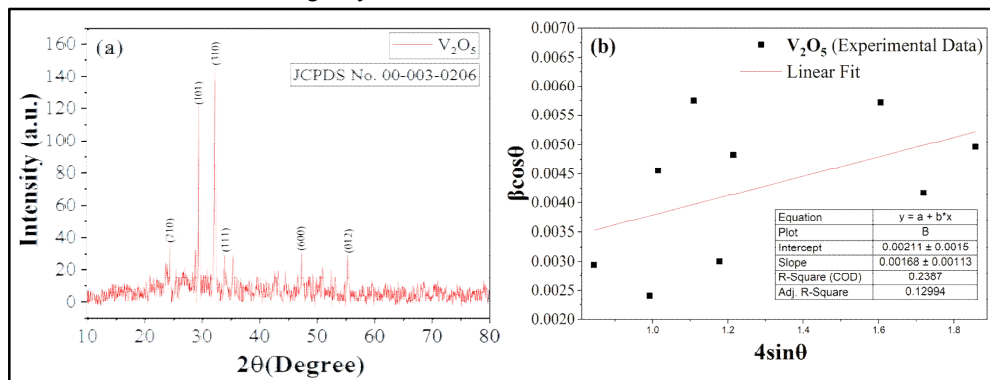 (a)
V₂O₅
JCPDS No. 00-003-0206
(210)
(101)
(310)
(111)
(600)
(012)
Intensity (a.u.)
160
140
120
100
80
60
40
20
0
10 20 30 40 50 60 70 80
2θ(Degree)
(b)
V₂O₅ (Experimental Data)
Linear Fit
βcosθ
0.0070
0.0065
0.0060
0.0055
0.0050
0.0045
0.0040
0.0035
0.0030
0.0025
0.0020
Equation y = a + b*x
Plot B
Intercept 0.00211 ± 0.0015
Slope 0.00168 ± 0.00113
R-Square (COD) 0.2387
Adj. R-Square 0.12994
1.0 1.2 1.4 1.6 1.8
4sinθ